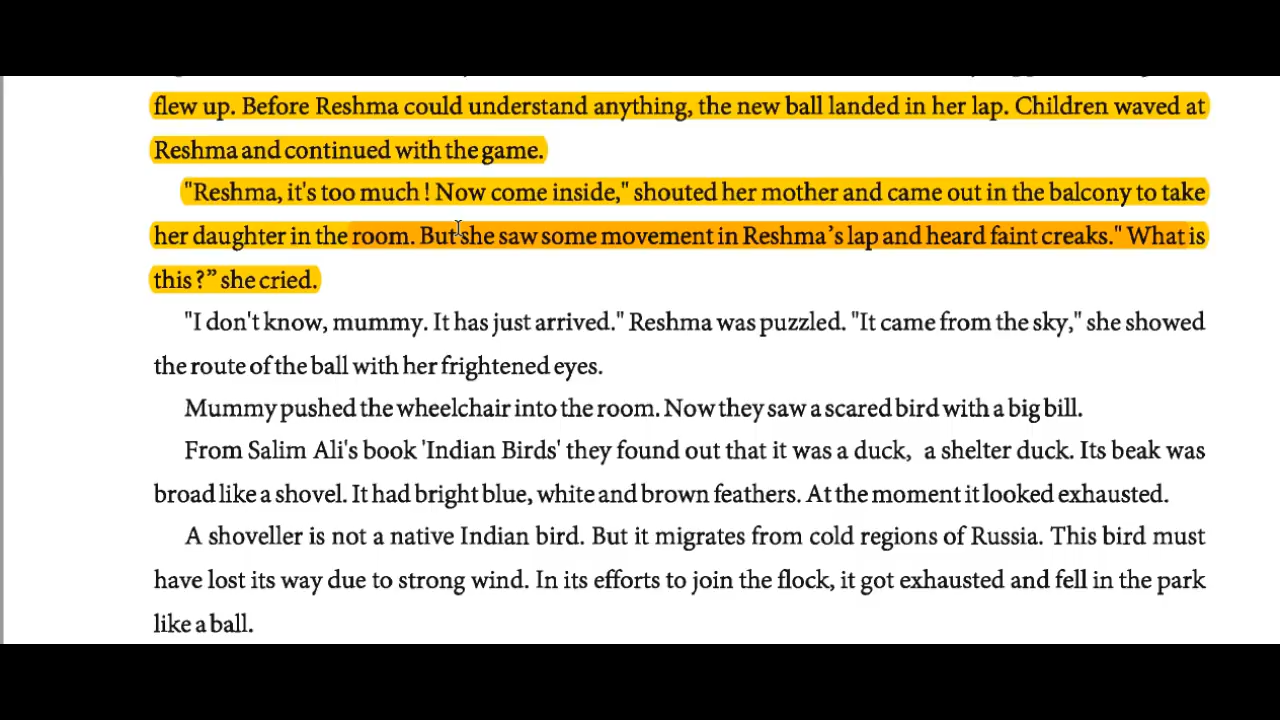 flew up. Before Reshma could understand anything, the new ball landed in her lap. Children waved at
Reshma and continued with the game.
"Reshma, it's too much ! Now come inside," shouted her mother and came out in the balcony to take
her daughter in the room. But she saw some movement in Reshma’s lap and heard faint creaks." What is
this ?” she cried.
"I don't know, mummy. It has just arrived." Reshma was puzzled. "It came from the sky," she showed
the route of the ball with her frightened eyes.
Mummy pushed the wheelchair into the room. Now they saw a scared bird with a big bill.
From Salim Ali's book 'Indian Birds' they found out that it was a duck, a shelter duck. Its beak was
broad like a shovel. It had bright blue, white and brown feathers. At the moment it looked exhausted.
A shoveller is not a native Indian bird. But it migrates from cold regions of Russia. This bird must
have lost its way due to strong wind. In its efforts to join the flock, it got exhausted and fell in the park
like a ball.